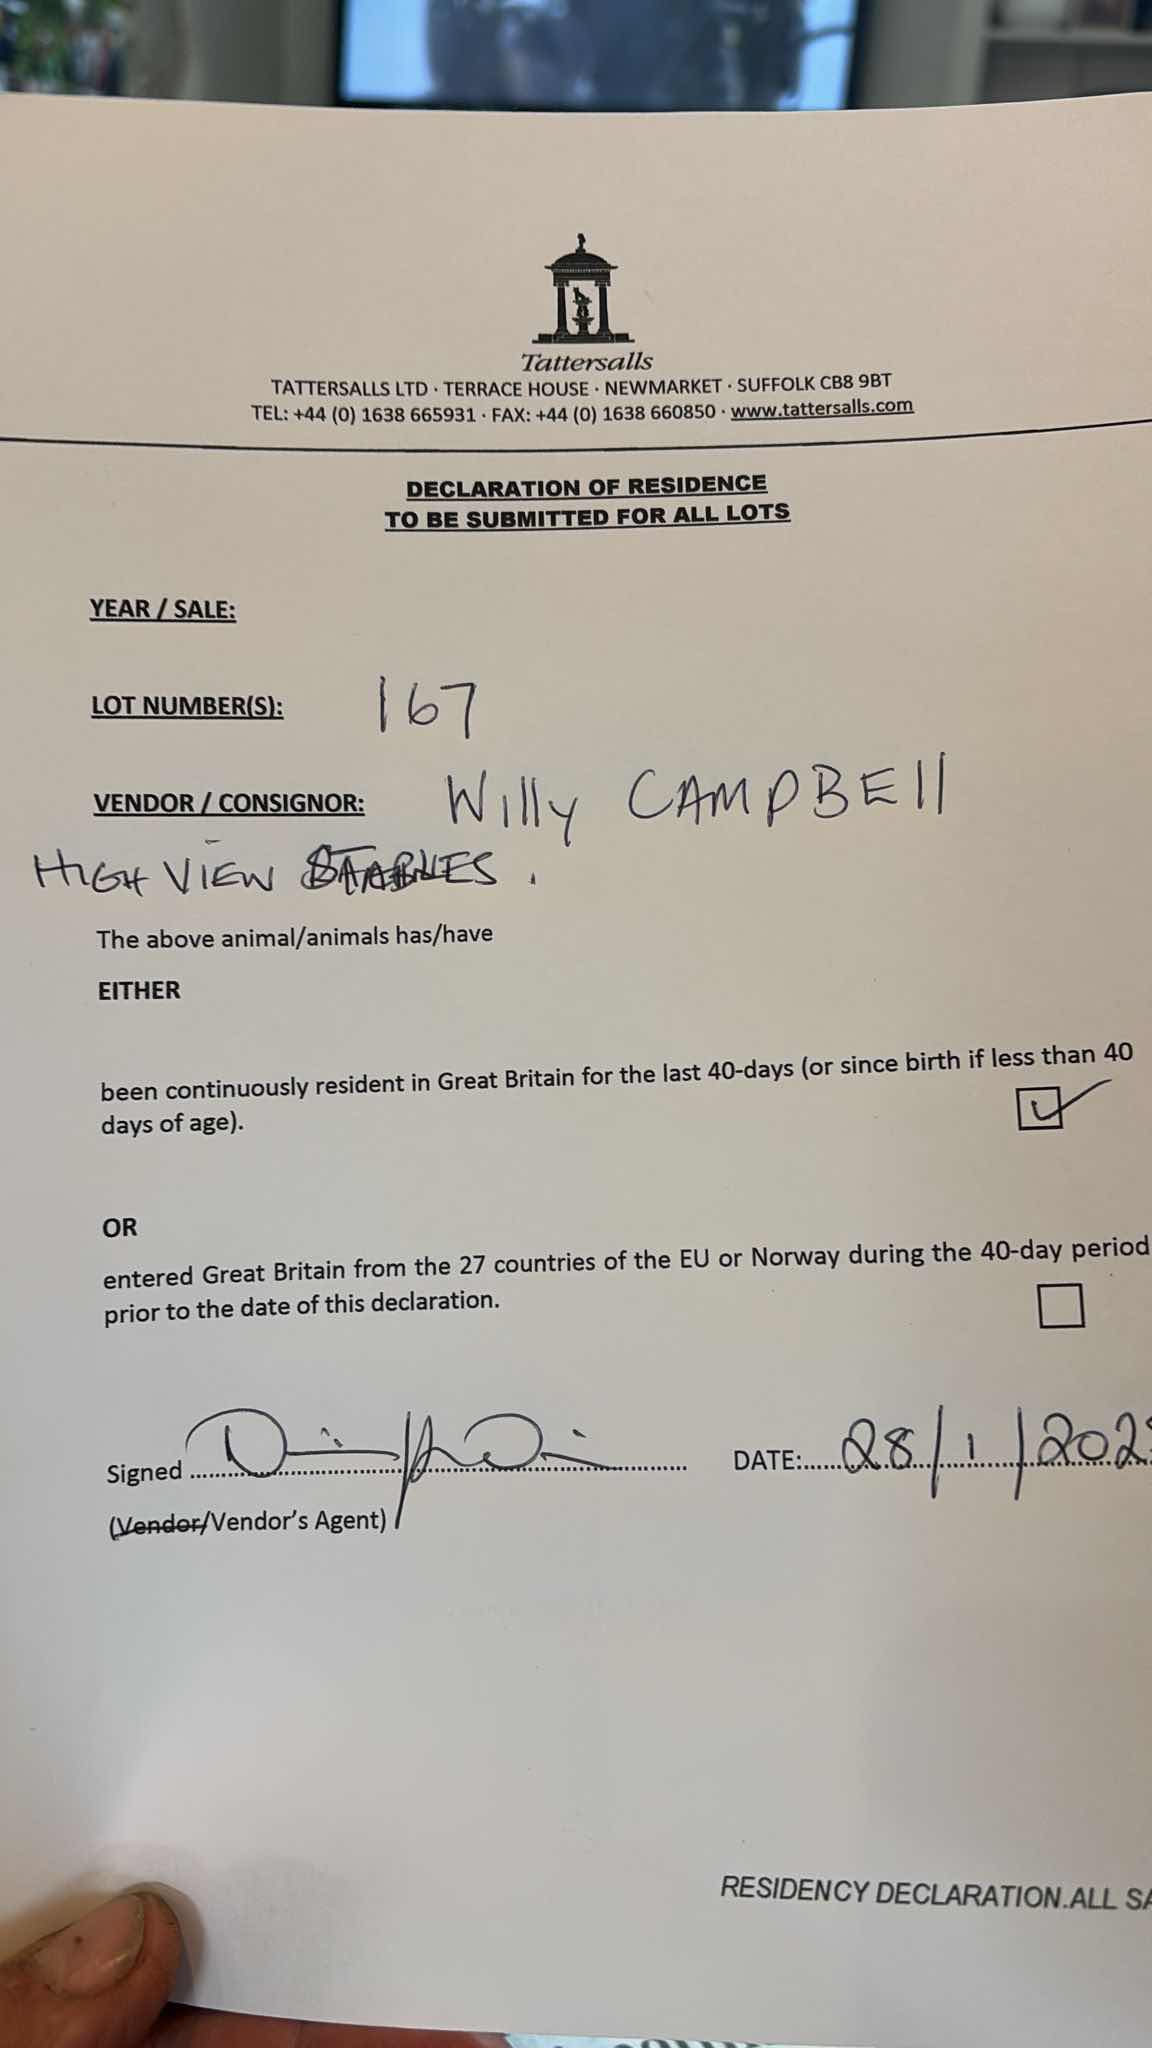 Tattersalls
TATTERSALLS LTD · TERRACE HOUSE · NEWMARKET · SUFFOLK CB8 9BT
TEL: +44 (0) 1638 665931 · FAX: +44 (0) 1638 660850 · www.tattersalls.com
DECLARATION OF RESIDENCE
TO BE SUBMITTED FOR ALL LOTS
YEAR / SALE:
LOT NUMBER(S): 167
VENDOR / CONSIGNOR: Willy CAMPBEll
HIGH VIEW STABLES .
The above animal/animals has/have
EITHER
been continuously resident in Great Britain for the last 40-days (or since birth if less than 40
days of age).
OR
entered Great Britain from the 27 countries of the EU or Norway during the 40-day period
prior to the date of this declaration.
Signed DATE: 28/1/202
(Vendor/Vendor's Agent)
RESIDENCY DECLARATION.ALL